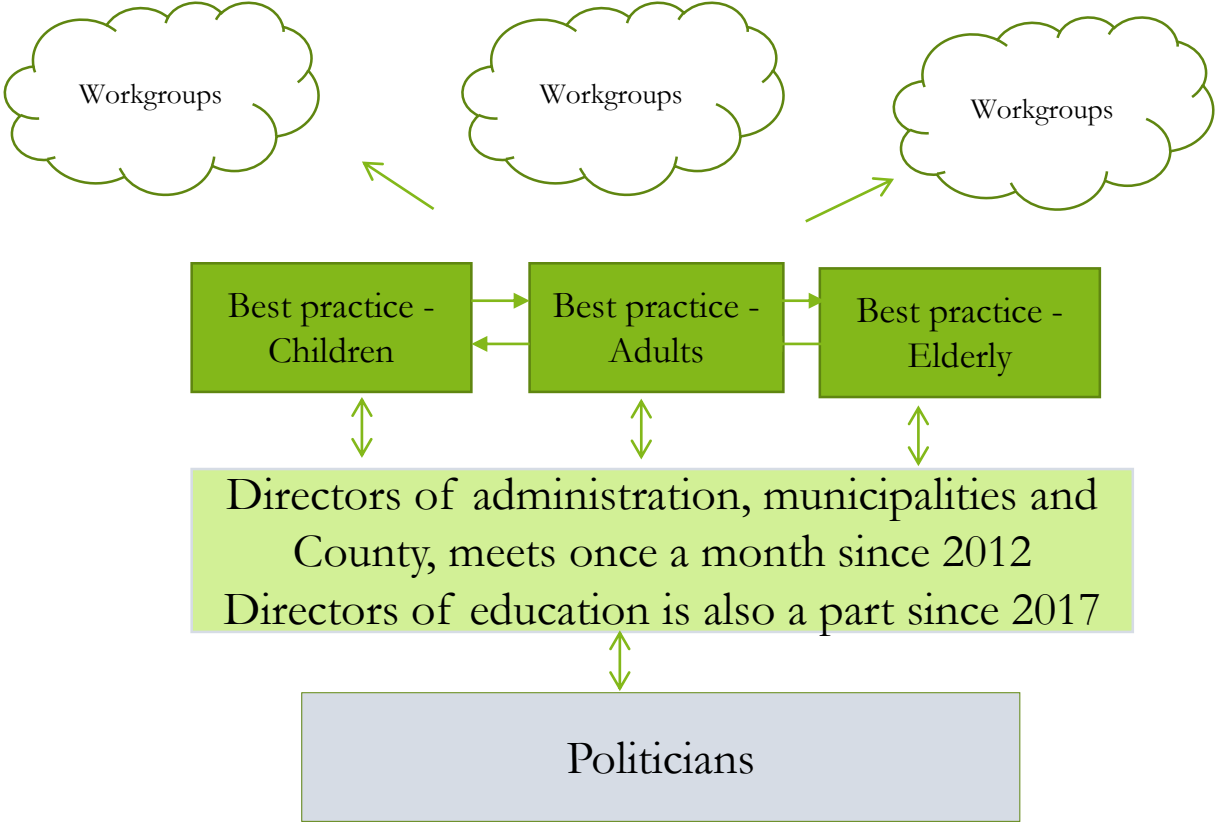 Workgroups
Workgroups
Workgroups
Best practice -
Children
Best practice -
Adults
Best practice -
Elderly
Directors of administration, municipalities and
County, meets once a month since 2012
Directors of education is also a part since 2017
Politicians